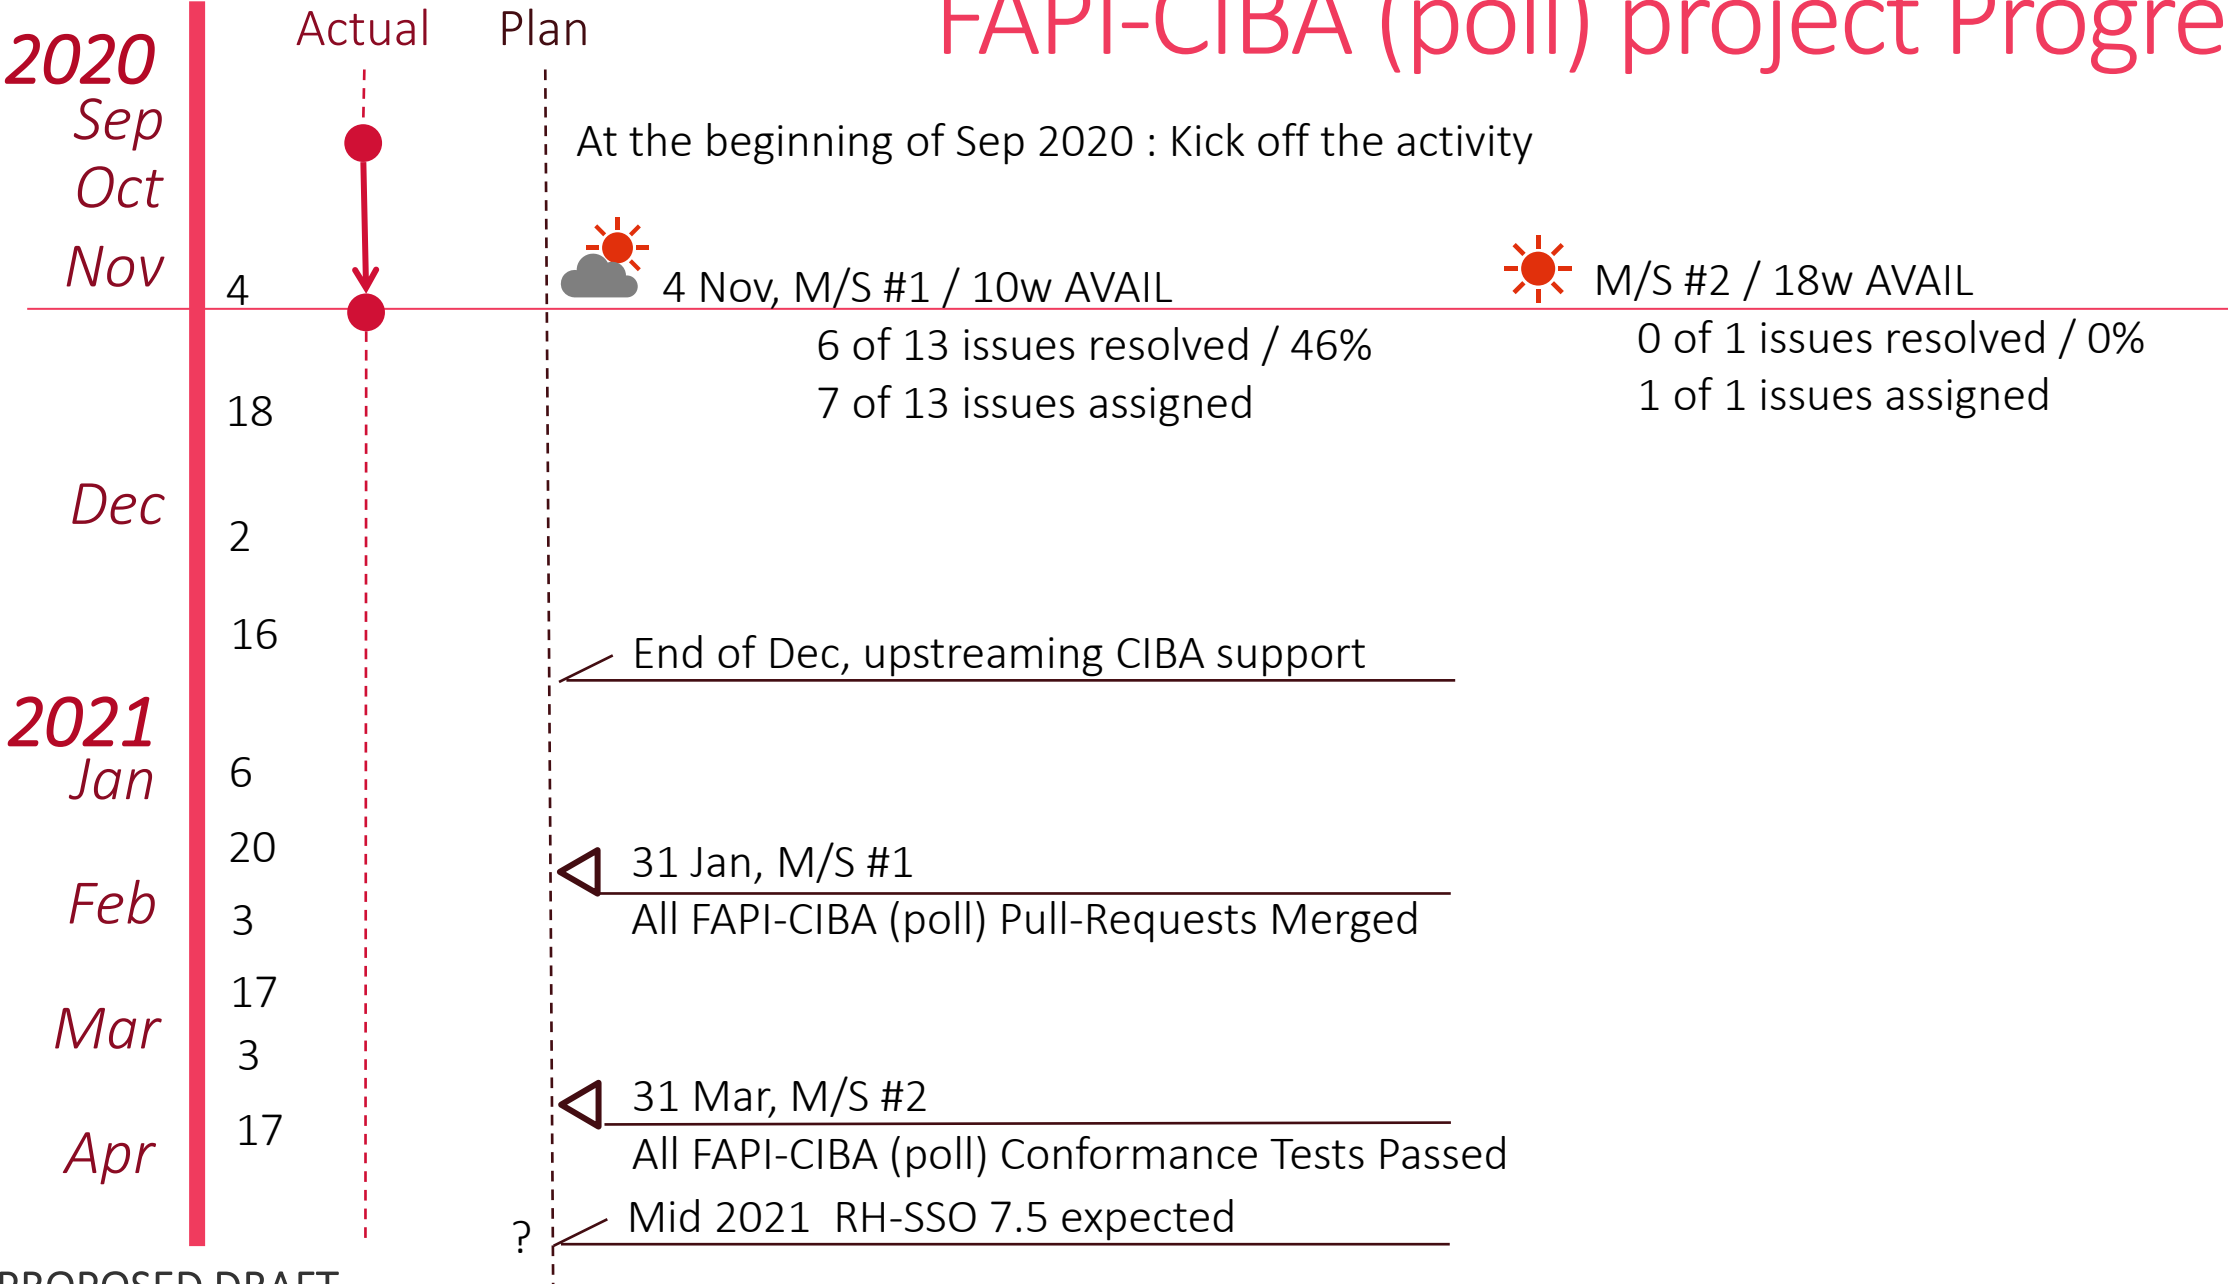 Actual Plan FAPI-CIBA (poll) project Progre
2020
Sep
At the beginning of Sep 2020 : Kick off the activity
Oct
Nov
4
4 Nov, M/S #1 / 10w AVAIL
M/S #2 / 18w AVAIL
6 of 13 issues resolved / 46%
0 of 1 issues resolved / 0%
7 of 13 issues assigned
1 of 1 issues assigned
18
Dec
2
16
End of Dec, upstreaming CIBA support
2021
Jan
6
20
31 Jan, M/S #1
All FAPI-CIBA (poll) Pull-Requests Merged
Feb
3
17
Mar
3
31 Mar, M/S #2
17
All FAPI-CIBA (poll) Conformance Tests Passed
Apr
? Mid 2021 RH-SSO 7.5 expected
PROPOSED DRAFT